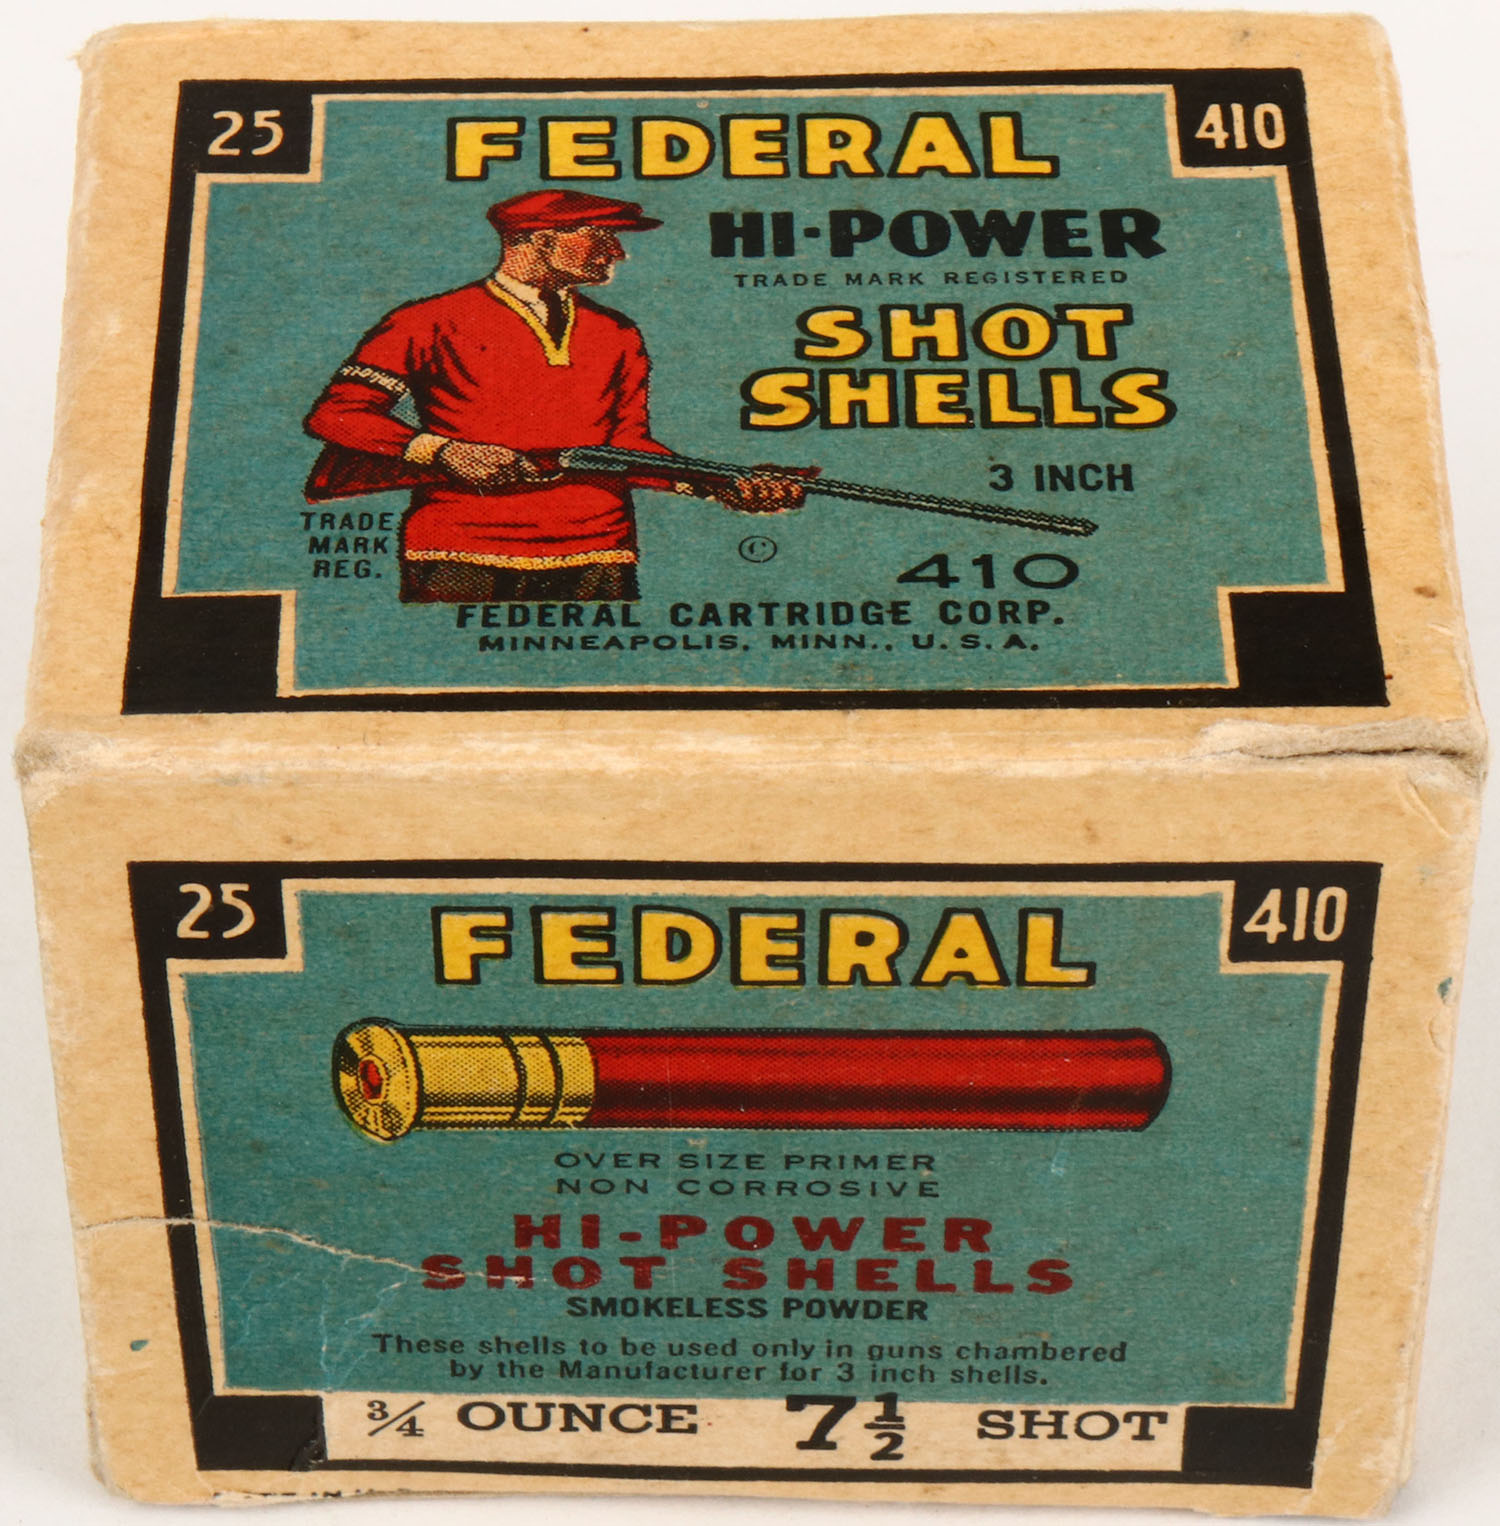 25
410
FEDERAL
HI-POWER
TRADE MARK REGISTERED
SHOT
SHELLS
3 INCH
TRADE
MARK
REG.
©
410
FEDERAL CARTRIDGE CORP.
MINNEAPOLIS, MINN., U. S. A.
25
410
FEDERAL
OVER SIZE PRIMER
NON CORROSIVE
HI-POWER
SHOT SHELLS
SMOKELESS POWDER
These shells to be used only in guns chambered
by the Manufacturer for 3 inch shells.
3/4 OUNCE 7 1/2 SHOT